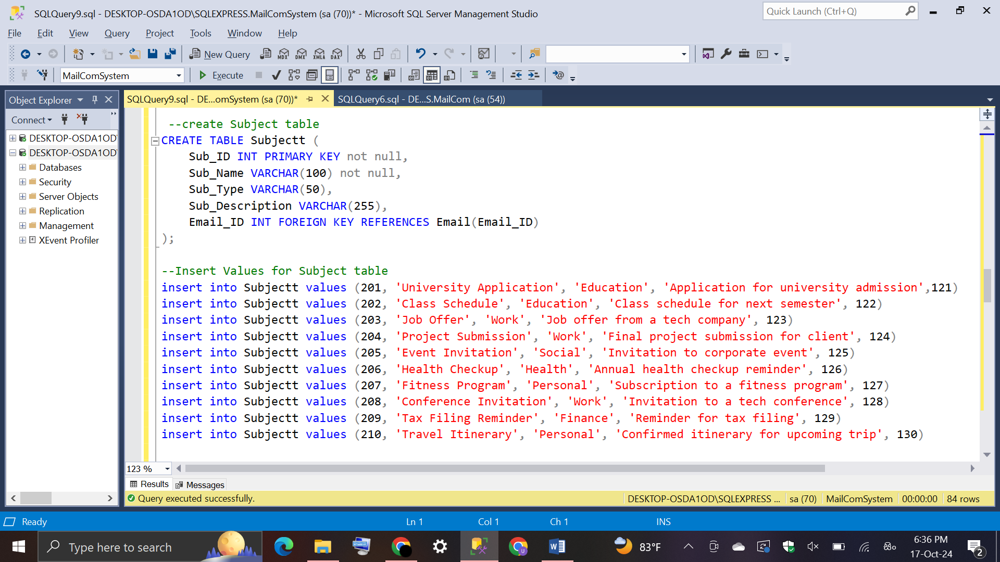 SQLQuery9.sql - DESKTOP-OSDA1OD\SQLEXPRESS.MailComSystem (sa (70))* - Microsoft SQL Server Management Studio
Quick Launch (Ctrl+Q)
File Edit View Query Project Tools Window Help
New Query MDX DMX XMLA DAX
MailComSystem Execute
Object Explorer
SQLQuery9.sql - DE...omSystem (sa (70))* SQLQuery6.sql - DE...S.MailCom (sa (54))
Connect
DESKTOP-OSDA1OD\
DESKTOP-OSDA1OD\
Databases
Security
Server Objects
Replication
Management
XEvent Profiler
--create Subject table
CREATE TABLE Subjectt (
Sub_ID INT PRIMARY KEY not null,
Sub_Name VARCHAR(100) not null,
Sub_Type VARCHAR(50),
Sub_Description VARCHAR(255),
Email_ID INT FOREIGN KEY REFERENCES Email(Email_ID)
);
--Insert Values for Subject table
insert into Subjectt values (201, 'University Application', 'Education', 'Application for university admission',121)
insert into Subjectt values (202, 'Class Schedule', 'Education', 'Class schedule for next semester', 122)
insert into Subjectt values (203, 'Job Offer', 'Work', 'Job offer from a tech company', 123)
insert into Subjectt values (204, 'Project Submission', 'Work', 'Final project submission for client', 124)
insert into Subjectt values (205, 'Event Invitation', 'Social', 'Invitation to corporate event', 125)
insert into Subjectt values (206, 'Health Checkup', 'Health', 'Annual health checkup reminder', 126)
insert into Subjectt values (207, 'Fitness Program', 'Personal', 'Subscription to a fitness program', 127)
insert into Subjectt values (208, 'Conference Invitation', 'Work', 'Invitation to a tech conference', 128)
insert into Subjectt values (209, 'Tax Filing Reminder', 'Finance', 'Reminder for tax filing', 129)
insert into Subjectt values (210, 'Travel Itinerary', 'Personal', 'Confirmed itinerary for upcoming trip', 130)
123 %
Results Messages
Query executed successfully. DESKTOP-OSDA1OD\SQLEXPRESS ... sa (70) MailComSystem 00:00:00 84 rows
Ready Ln 1 Col 1 Ch 1 INS
Type here to search
83°F
6:36 PM
17-Oct-24
2